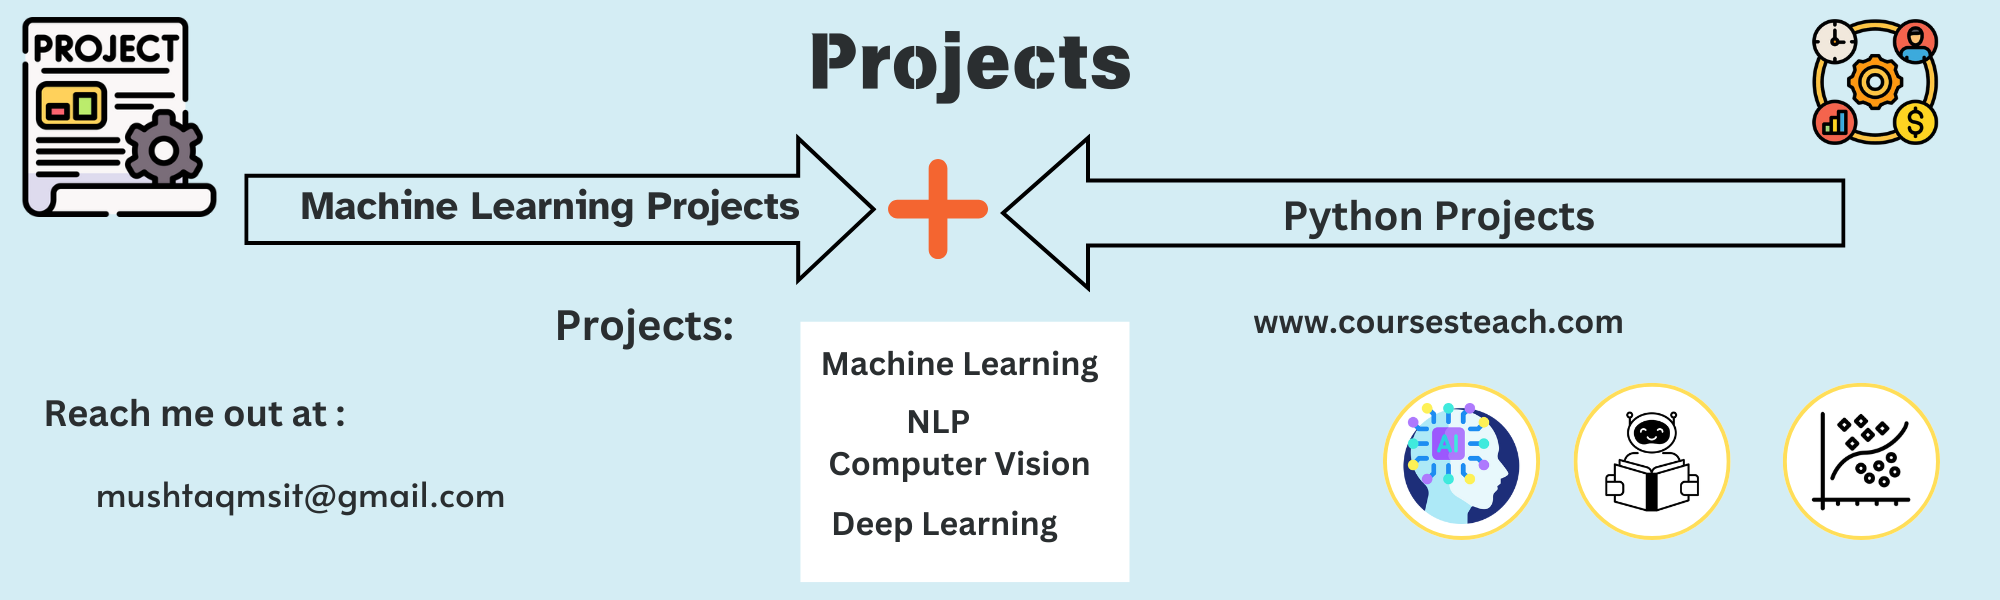 PROJECT
Projects
Machine Learning Projects
Python Projects
Projects:
www.coursesteach.com
Machine Learning
NLP
Computer Vision
Deep Learning
Reach me out at :
mushtaqmsit@gmail.com
AI
$